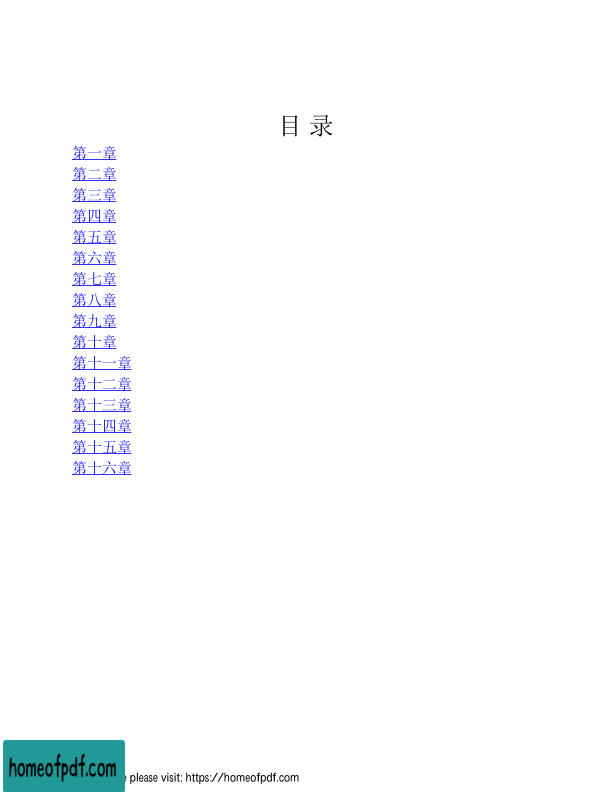 目 录
第一章
第二章
第三章
第四章
第五章
第六章
第七章
第八章
第九章
第十章
第十一章
第十二章
第十三章
第十四章
第十五章
第十六章
homeofpdf.com
please visit: https://homeofpdf.com